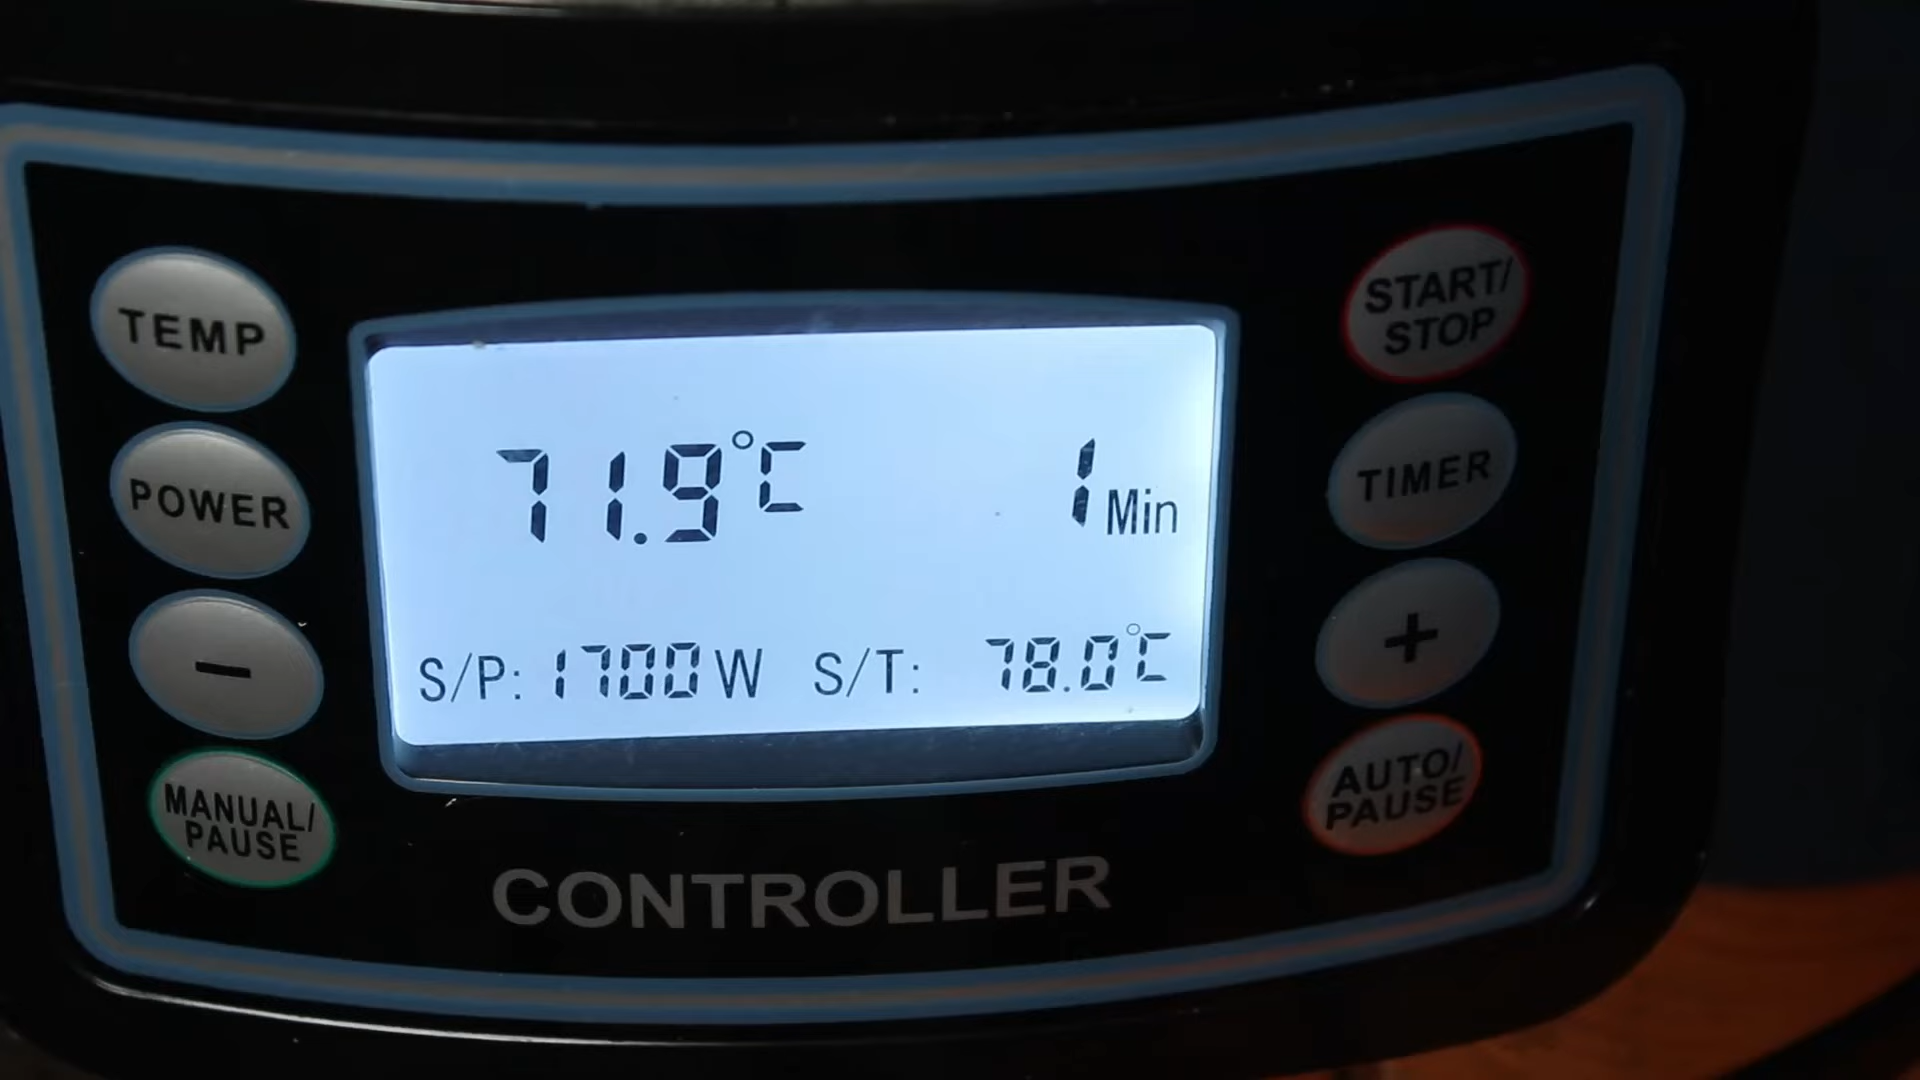 TEMP
POWER
−
MANUAL/
PAUSE
71.9°C 1 Min
S/P: 1700W S/T: 78.0°C
CONTROLLER
START/
STOP
TIMER
+
AUTO/
PAUSE